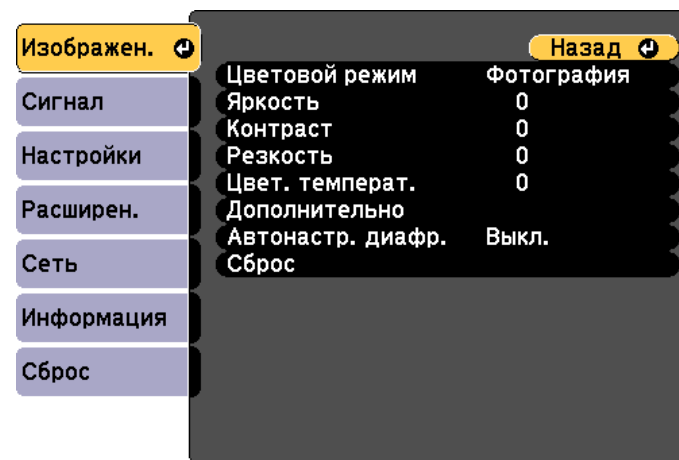 Изображен.
Сигнал
Настройки
Расширен.
Сеть
Информация
Сброс
Назад
Цветовой режим Фотография
Яркость 0
Контраст 0
Резкость 0
Цвет. температ. 0
Дополнительно
Автонастр. диафр. Выкл.
Сброс